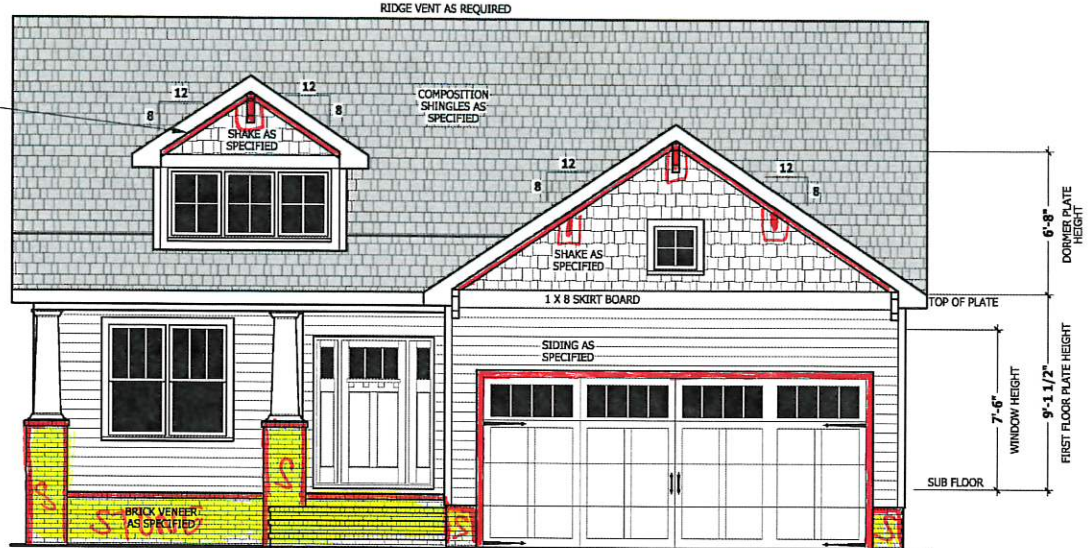 RIDGE VENT AS REQUIRED
12
12
8
8
COMPOSITION
SHINGLES AS
SPECIFIED
SHAKE AS
SPECIFIED
12
12
8
8
6'-8"
DORMER PLATE
HEIGHT
SHAKE AS
SPECIFIED
1 X 8 SKIRT BOARD
TOP OF PLATE
SIDING AS
SPECIFIED
7'-6"
WINDOW HEIGHT
9'-1 1/2"
FIRST FLOOR PLATE HEIGHT
SUB FLOOR
S
S
BRICK VENEER
AS SPECIFIED
STONE
S
S